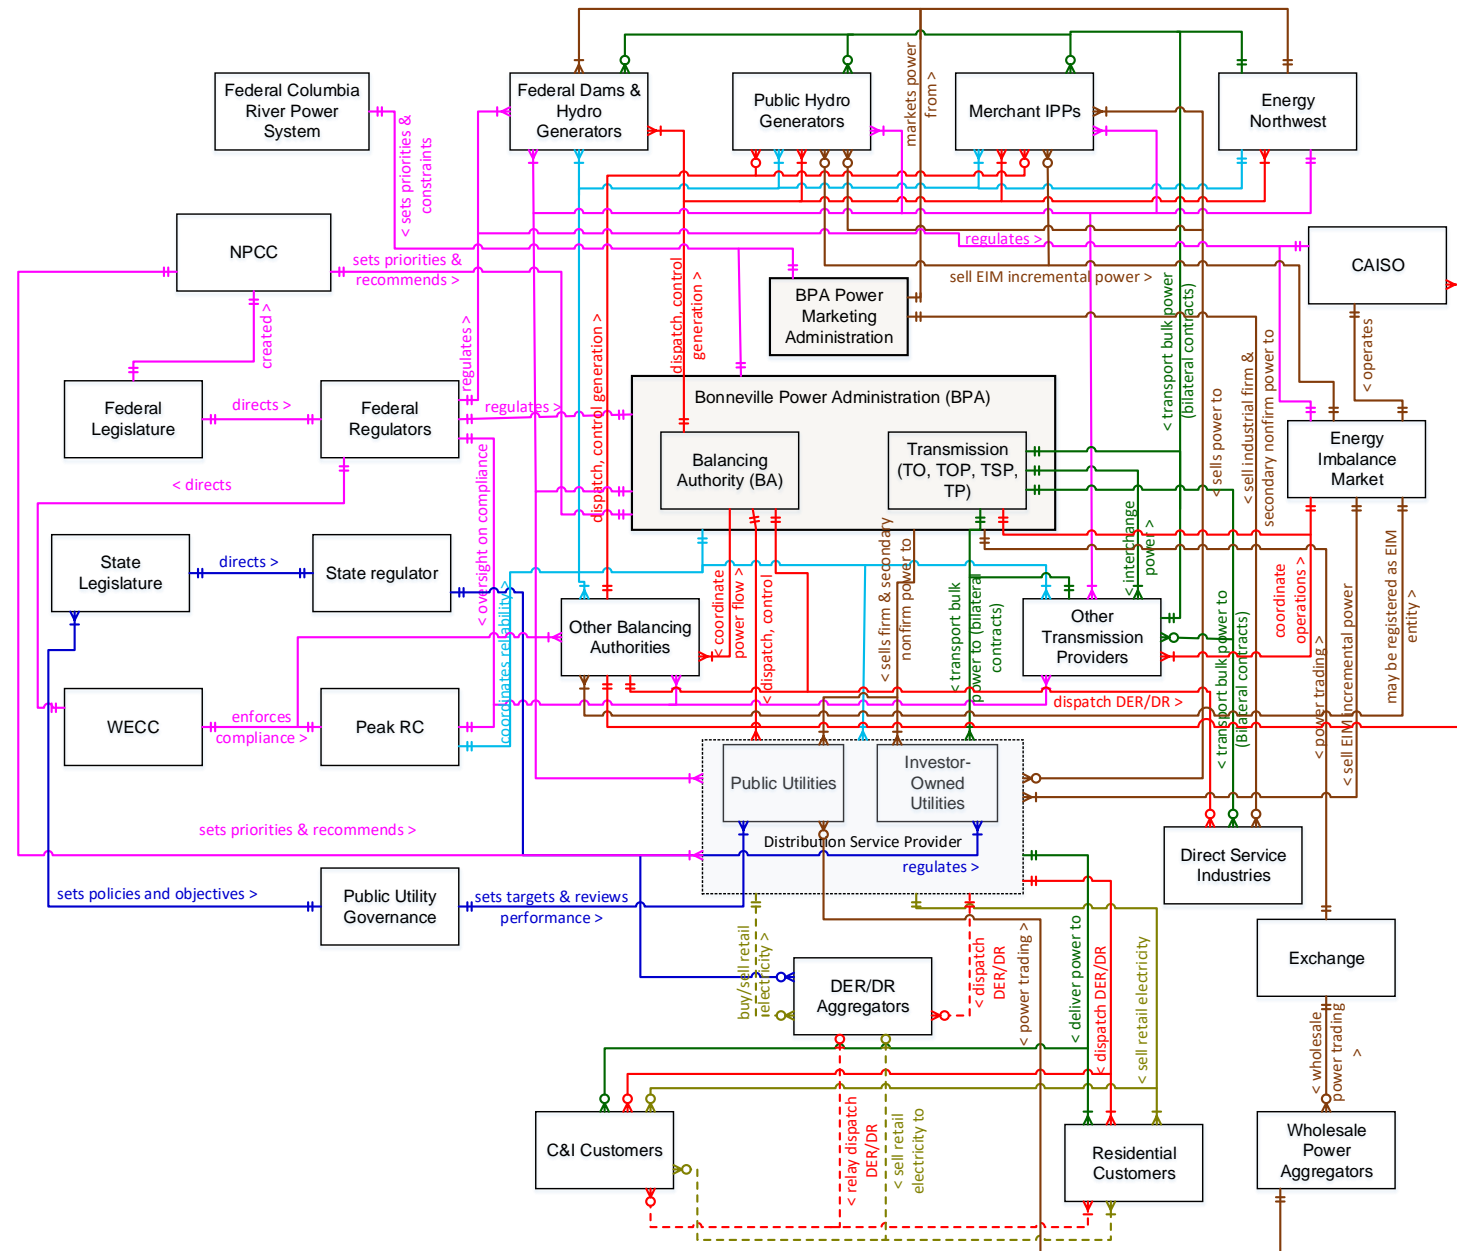 markets power
from >
Federal Columbia
River Power
System
Federal Dams &
Hydro
Generators
Public Hydro
Generators
Merchant IPPs
Energy
Northwest
< sets priorities &
constraints
NPCC
sets priorities &
recommends >
regulates >
CAISO
sell EIM incremental power >
BPA Power
Marketing
Administration
created >
regulates >
dispatch, control generation >
dispatch, control
generation >
< transport bulk power
(bilateral contracts)
< sells power to
< sell industrial firm &
secondary nonfirm power to
< operates
Federal
Legislature
directs >
Federal
Regulators
regulates >
Bonneville Power Administration (BPA)
Balancing
Authority (BA)
Transmission
(TO, TOP, TSP,
TP)
Energy
Imbalance
Market
< directs
< oversight on compliance
State
Legislature
directs >
State regulator
coordinates reliability>
Other Balancing
Authorities
< coordinate
power flow >
< dispatch, control
< sells firm & secondary
nonfirm power to
< transport bulk
power to (bilateral
contracts)
<interchange
power >
Other
Transmission
Providers
coordinate
operations >
< transport bulk power to
(Bilateral contracts)
< power trading >
< sell EIM incremental power
may be registered as EIM
entity >
WECC
enforces
compliance >
Peak RC
dispatch DER/DR >
Public Utilities
Investor-
Owned
Utilities
Distribution Service Provider
sets priorities & recommends >
regulates >
Direct Service
Industries
sets policies and objectives >
Public Utility
Governance
sets targets & reviews
performance >
buy/sell retail
electricity >
DER/DR
Aggregators
< dispatch
DER/DR
< power trading >
< deliver power to
< dispatch DER/DR
< sell retail electricity
Exchange
< wholesale
power trading
>
C&I Customers
< relay dispatch
DER/DR
< sell retail
electricity to
Residential
Customers
Wholesale
Power
Aggregators